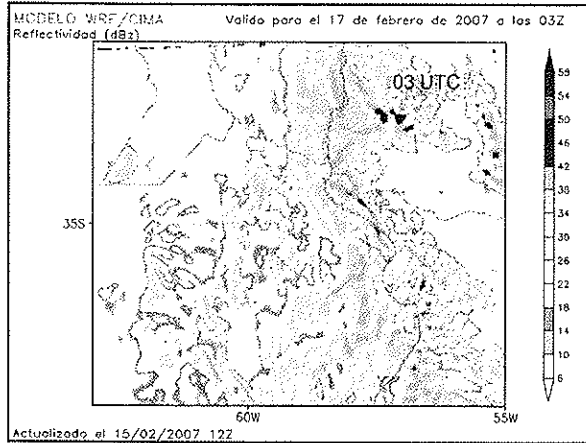 MODELO WRF/CIMA Valido para el 17 de febrero de 2007 a las 03Z
Reflectividad (dBz)
03 UTC
59
54
50
46
42
38
34
30
26
22
18
14
10
6
35S
60W 55W
Actualizado el 15/02/2007 12Z